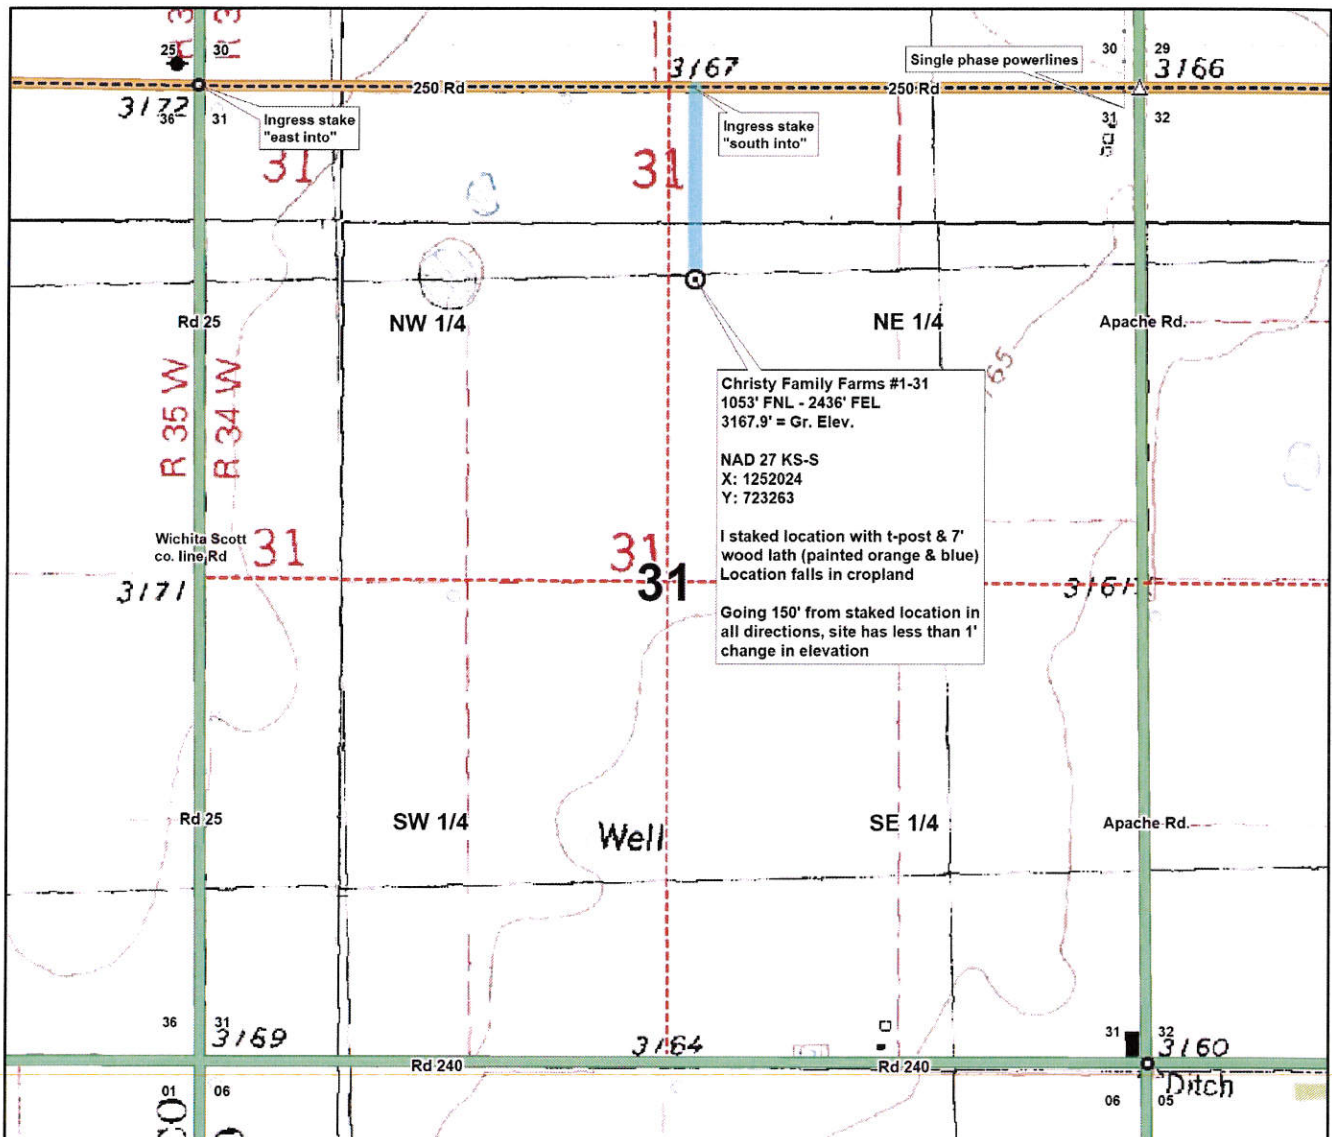 25
30
3167
Single phase powerlines
30
29
3166
3172
250 Rd
250 Rd
36
31
Ingress stake
"east into"
Ingress stake
"south into"
31
32
31
31
Rd 25
NW 1/4
NE 1/4
Apache Rd.
R 35 W
R 34 W
Christy Family Farms #1-31
1053' FNL - 2436' FEL
3167.9' = Gr. Elev.
NAD 27 KS-S
X: 1252024
Y: 723263
I staked location with t-post & 7'
wood lath (painted orange & blue)
Location falls in cropland
Going 150' from staked location in
all directions, site has less than 1'
change in elevation
Wichita Scott
co. line Rd
31
31
31
3171
3161
Rd 25
SW 1/4
Well
SE 1/4
Apache Rd.
36
31
3169
3164
31
32
3160
Rd 240
Rd 240
Ditch
01
06
06
05
CO